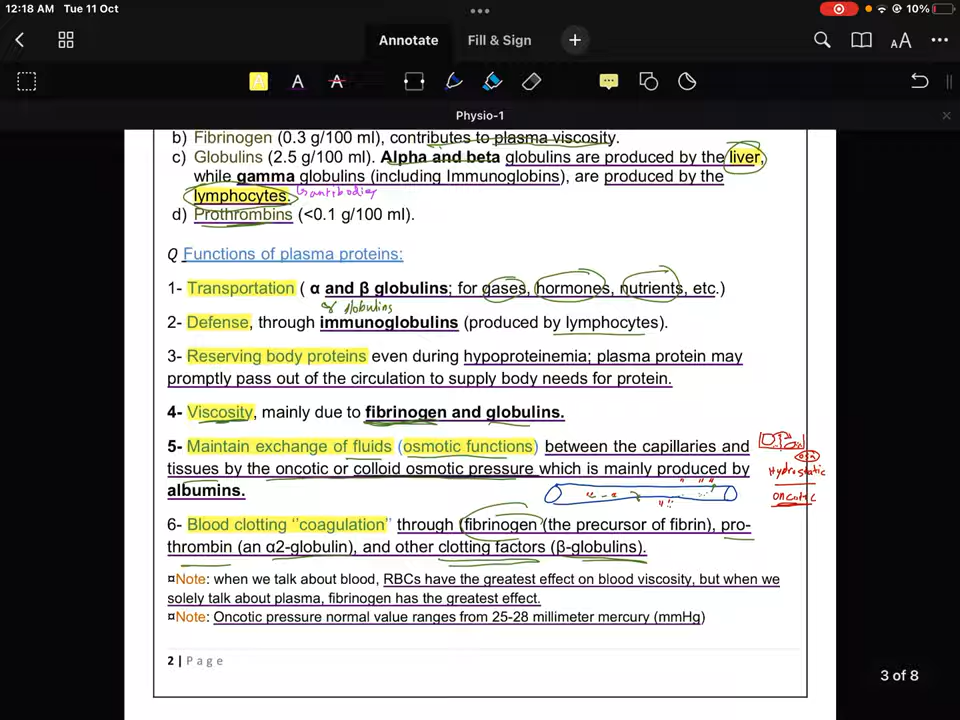 12:18 AM Tue 11 Oct
10%
Annotate Fill & Sign
AA
A A A
Physio-1
b) Fibrinogen (0.3 g/100 ml), contributes to plasma viscosity.
c) Globulins (2.5 g/100 ml). Alpha and beta globulins are produced by the liver,
while gamma globulins (including Immunoglobins), are produced by the
lymphocytes. antibodies
d) Prothrombins (<0.1 g/100 ml).
Q Functions of plasma proteins:
1- Transportation ( α and β globulins; for gases, hormones, nutrients, etc.)
globulins
2- Defense, through immunoglobulins (produced by lymphocytes).
3- Reserving body proteins even during hypoproteinemia; plasma protein may
promptly pass out of the circulation to supply body needs for protein.
4- Viscosity, mainly due to fibrinogen and globulins.
5- Maintain exchange of fluids (osmotic functions) between the capillaries and
tissues by the oncotic or colloid osmotic pressure which is mainly produced by
Hydrostatic
albumins.
oncotic
6- Blood clotting ''coagulation'' through (fibrinogen (the precursor of fibrin), pro-
thrombin (an α2-globulin), and other clotting factors (β-globulins).
¤Note: when we talk about blood, RBCs have the greatest effect on blood viscosity, but when we
solely talk about plasma, fibrinogen has the greatest effect.
¤Note: Oncotic pressure normal value ranges from 25-28 millimeter mercury (mmHg)
2 | Page
3 of 8